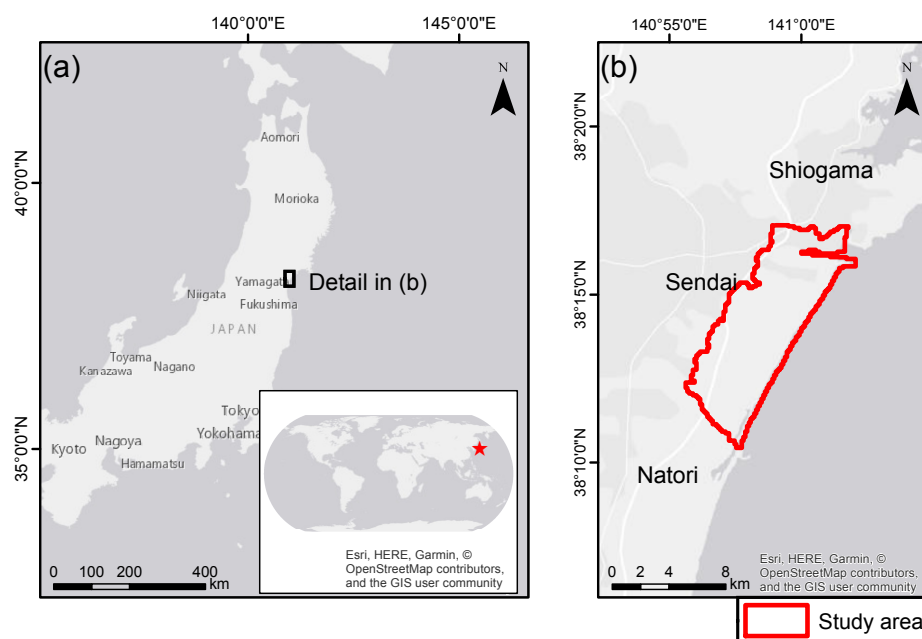 140°0'0"E
145°0'0"E
(a)
N
40°0'0"N
35°0'0"N
Aomori
Morioka
Yamagata
Detail in (b)
Niigata
Fukushima
JAPAN
Toyama
Kanazawa
Nagano
Tokyo
Yokohama
Kyoto
Nagoya
Hamamatsu
Esri, HERE, Garmin, ©
OpenStreetMap contributors,
and the GIS user community
0 100 200 400
km
140°55'0"E
141°0'0"E
(b)
N
38°20'0"N
38°15'0"N
38°10'0"N
Shiogama
Sendai
Natori
Esri, HERE, Garmin, ©
OpenStreetMap contributors,
and the GIS user community
0 2 4 8
km
Study area